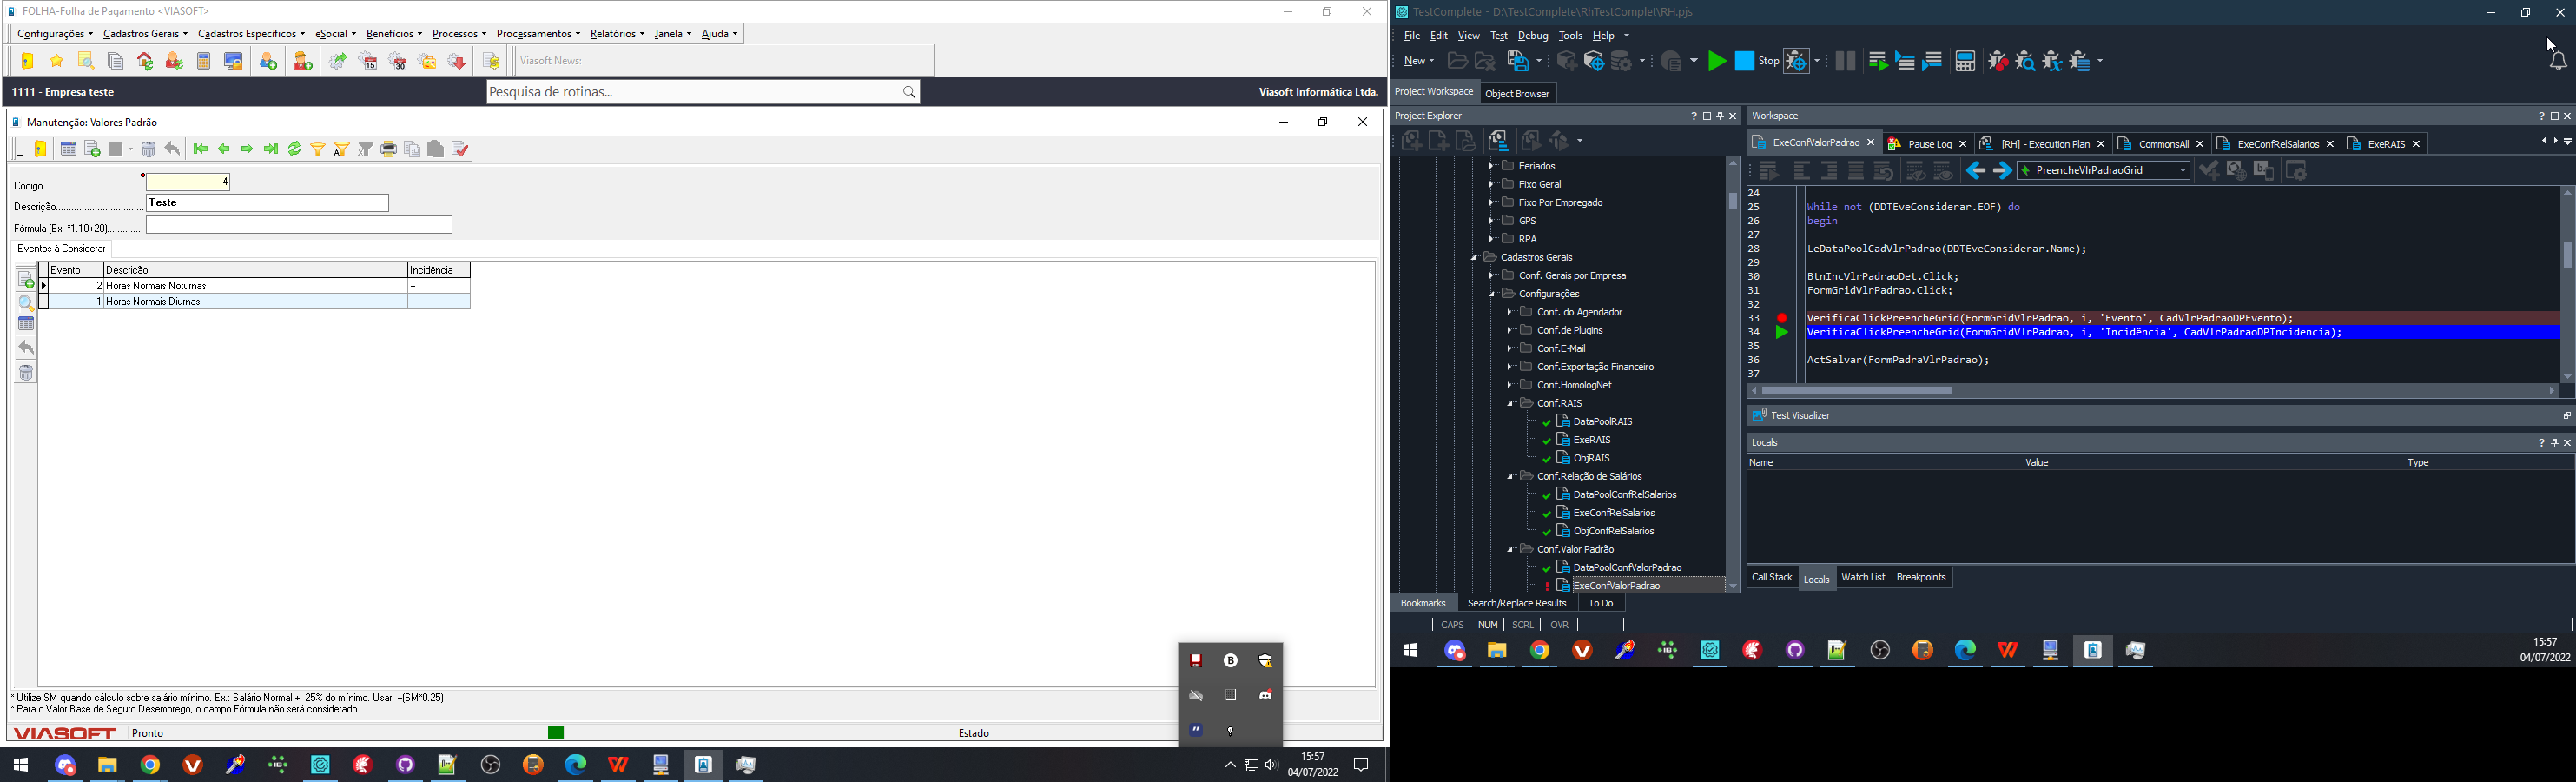 FOLHA-Folha de Pagamento <VIASOFT>
Configurações Cadastros Gerais Cadastros Específicos eSocial Benefícios Processos Processamentos Relatórios Janela Ajuda
15 30 Viasoft News:
1111 - Empresa teste Pesquisa de rotinas... Viasoft Informática Ltda.
Manutenção: Valores Padrão
Código 4
Descrição Teste
Fórmula (Ex. *1.10+20)
Eventos à Considerar
Evento Descrição Incidência
2 Horas Normais Noturnas +
1 Horas Normais Diurnas +
* Utilize SM quando cálculo sobre salário mínimo. Ex.: Salário Normal + 25% do mínimo. Usar: +(SM*0.25)
* Para o Valor Base de Seguro Desemprego, o campo Fórmula não será considerado
VIASOFT Pronto Estado
15:57
04/07/2022
TestComplete - D:\TestComplete\RhTestComplet\RH.pjs
File Edit View Test Debug Tools Help
New Stop
Project Workspace Object Browser
Project Explorer
Feriados
Fixo Geral
Fixo Por Empregado
GPS
RPA
Cadastros Gerais
Conf. Gerais por Empresa
Configurações
Conf. do Agendador
Conf.de Plugins
Conf.E-Mail
Conf.Exportação Financeiro
Conf.HomologNet
Conf.RAIS
DataPoolRAIS
ExeRAIS
ObjRAIS
Conf.Relação de Salários
DataPoolConfRelSalarios
ExeConfRelSalarios
ObjConfRelSalarios
Conf.Valor Padrão
DataPoolConfValorPadrao
ExeConfValorPadrao
Bookmarks Search/Replace Results To Do
CAPS NUM SCRL OVR
Workspace
ExeConfValorPadrao Pause Log [RH] - Execution Plan CommonsAll ExeConfRelSalarios ExeRAIS
PreencheVlrPadraoGrid
24
25 While not (DDTEveConsiderar.EOF) do
26 begin
27
28 LeDataPoolCadVlrPadrao(DDTEveConsiderar.Name);
29
30 BtnIncVlrPadraoDet.Click;
31 FormGridVlrPadrao.Click;
32
33 VerificaClickPreencheGrid(FormGridVlrPadrao, i, 'Evento', CadVlrPadraoDPEvento);
34 VerificaClickPreencheGrid(FormGridVlrPadrao, i, 'Incidência', CadVlrPadraoDPIncidencia);
35
36 ActSalvar(FormPadraVlrPadrao);
37
Test Visualizer
Locals
Name Value Type
Call Stack Locals Watch List Breakpoints
15:57
04/07/2022